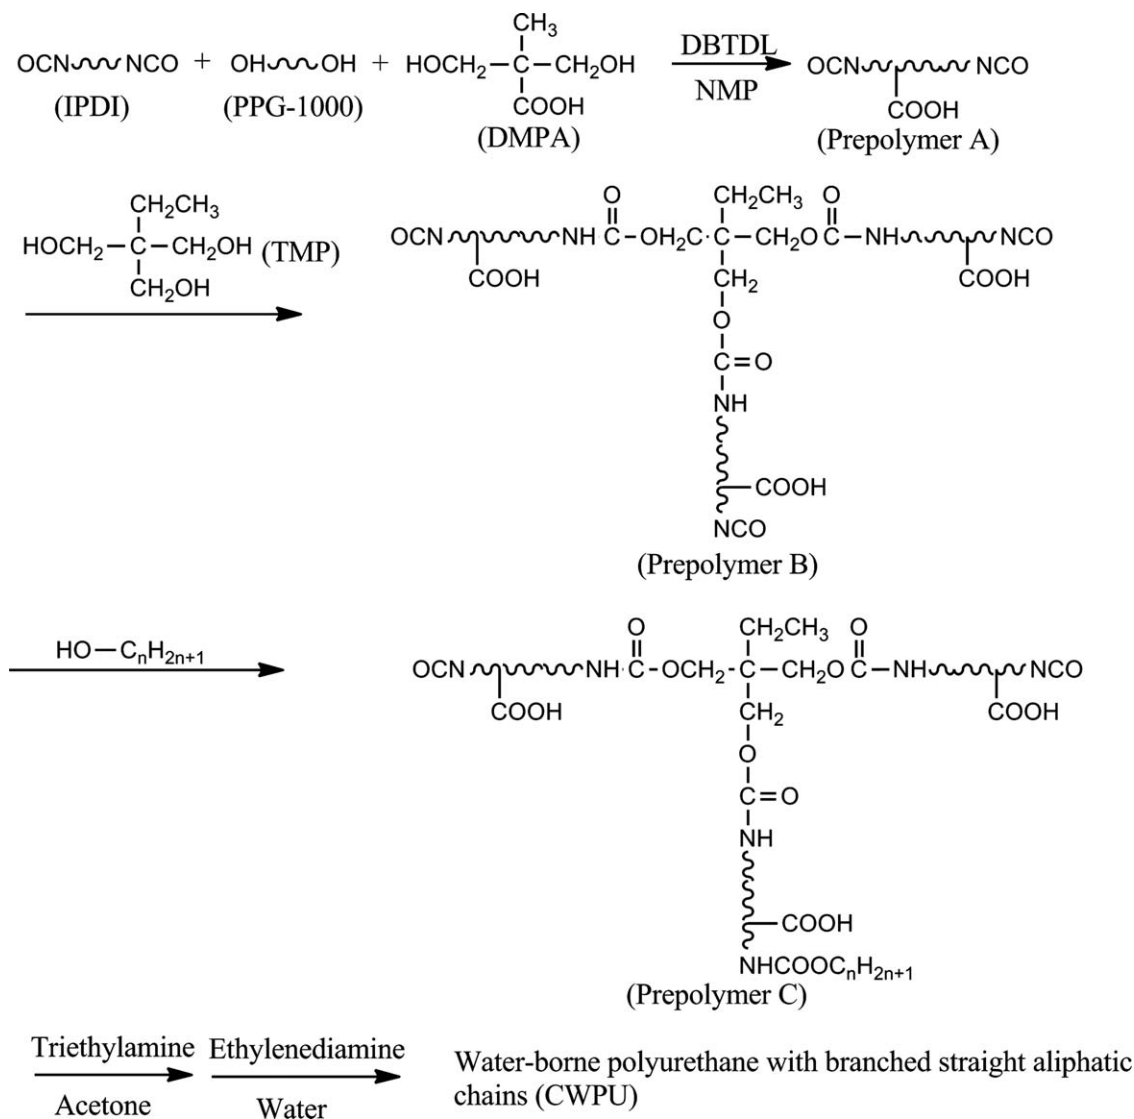 OCN NCO + OH OH + HOCH₂—C—CH₂OH DBTDL OCN NCO
CH₃
COOH
NMP
COOH
(IPDI) (PPG-1000) (DMPA) (Prepolymer A)
CH₂CH₃
HOCH₂—C—CH₂OH (TMP)
CH₂OH
O CH₂CH₃ O
OCN NH—C—OH₂C·C—CH₂O—C—NH NCO
COOH CH₂ COOH
O
C=O
NH
COOH
NCO
(Prepolymer B)
HO—CₙH₂ₙ₊₁
O CH₂CH₃ O
OCN NH—C—OCH₂—C—CH₂O—C—NH NCO
COOH CH₂ COOH
O
C=O
NH
COOH
NHCOOCₙH₂ₙ₊₁
(Prepolymer C)
Triethylamine
Acetone
Ethylenediamine
Water
Water-borne polyurethane with branched straight aliphatic
chains (CWPU)